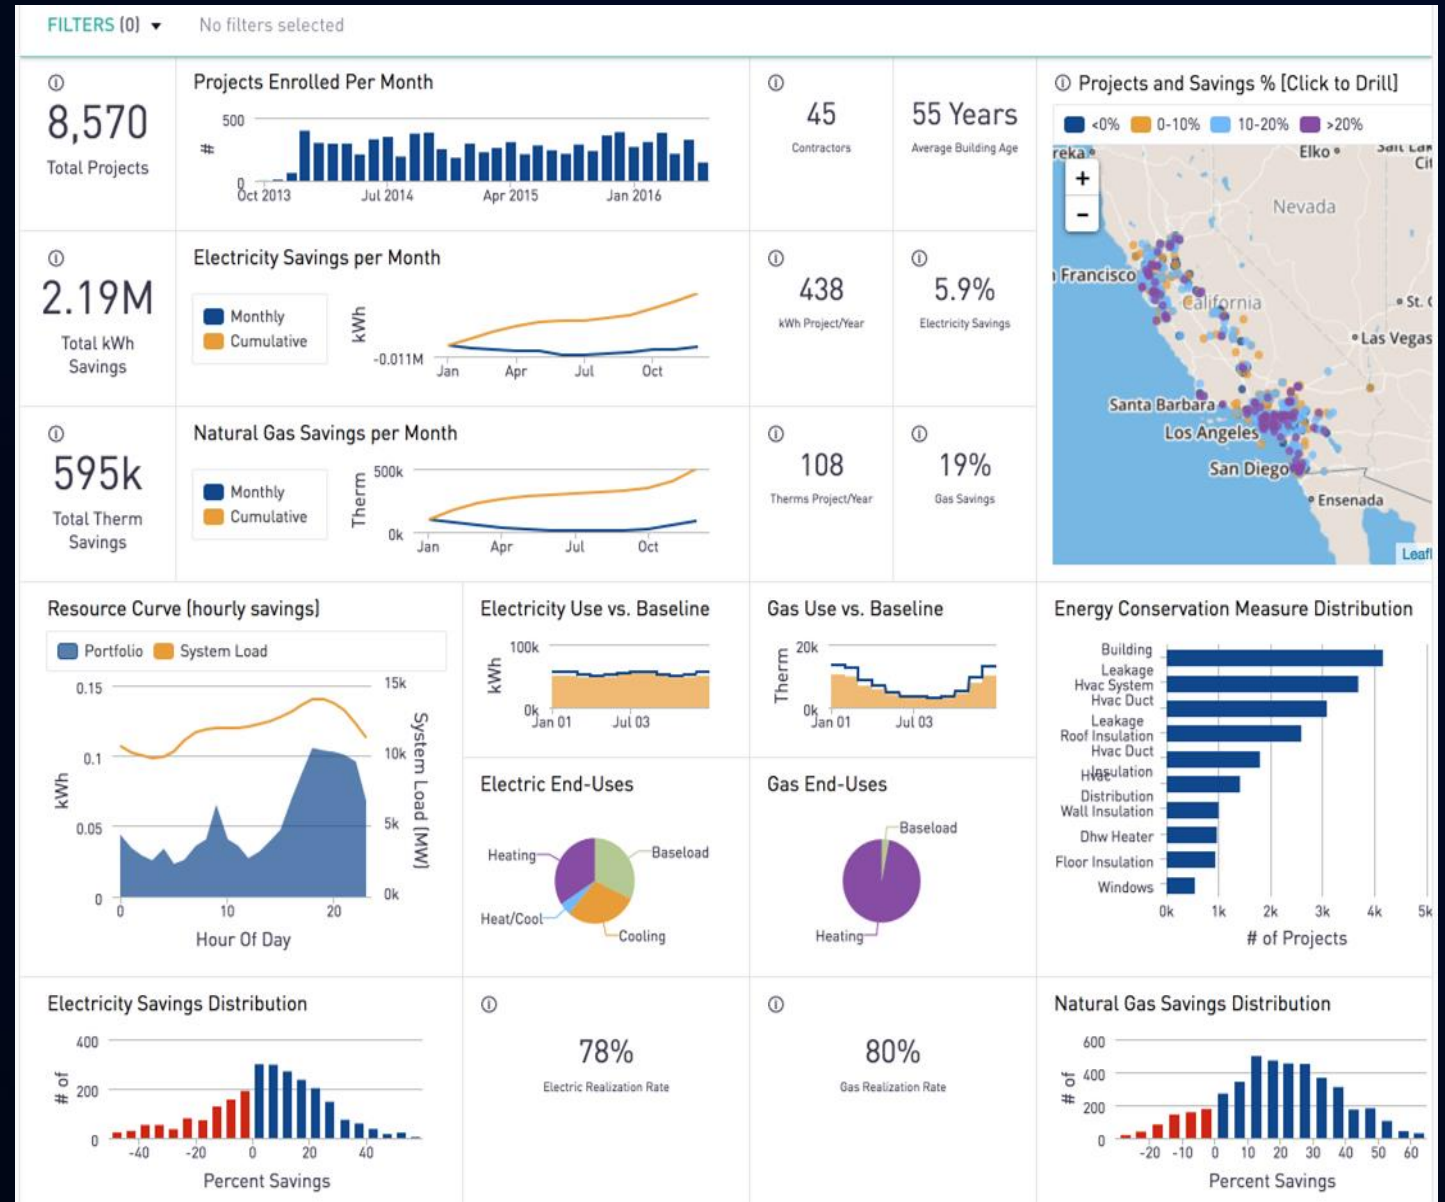 FILTERS (0) No filters selected
8,570
Total Projects
Projects Enrolled Per Month
500
#
0
Oct 2013 Jul 2014 Apr 2015 Jan 2016
45
Contractors
55 Years
Average Building Age
Projects and Savings % [Click to Drill]
<0% 0-10% 10-20% >20%
reka
Elko
+
−
Nevada
Francisco
California
St.
Las Vegas
Santa Barbara
Los Angeles
San Diego
Ensenada
Leafl
2.19M
Total kWh
Savings
Electricity Savings per Month
Monthly
Cumulative
kWh
-0.011M
Jan Apr Jul Oct
438
kWh Project/Year
5.9%
Electricity Savings
595k
Total Therm
Savings
Natural Gas Savings per Month
Monthly
Cumulative
Therm
500k
0k
Jan Apr Jul Oct
108
Therms Project/Year
19%
Gas Savings
Resource Curve (hourly savings)
Portfolio System Load
kWh
0.15
0.1
0.05
0
15k
10k
5k
0k
System Load (MW)
0 10 20
Hour Of Day
Electricity Use vs. Baseline
kWh
100k
0k
Jan 01 Jul 03
Gas Use vs. Baseline
Therm
20k
0k
Jan 01 Jul 03
Electric End-Uses
Heating
Baseload
Heat/Cool
Cooling
Gas End-Uses
Baseload
Heating
Energy Conservation Measure Distribution
Building
Leakage
Hvac System
Hvac Duct
Leakage
Roof Insulation
Hvac Duct
Insulation
Hvac
Distribution
Wall Insulation
Dhw Heater
Floor Insulation
Windows
0k 1k 2k 3k 4k 5k
# of Projects
Electricity Savings Distribution
# of
400
200
0
-40 -20 0 20 40
Percent Savings
78%
Electric Realization Rate
80%
Gas Realization Rate
Natural Gas Savings Distribution
# of
600
400
200
0
-20 -10 0 10 20 30 40 50 60
Percent Savings